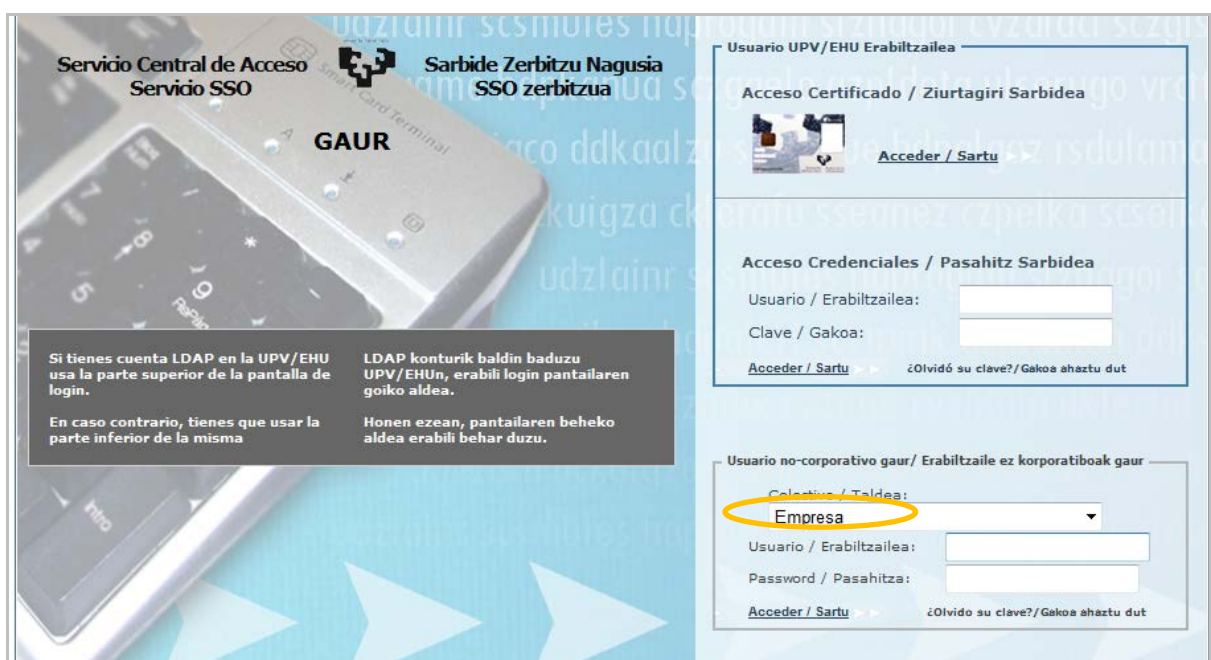 Servicio Central de Acceso
Servicio SSO
Sarbide Zerbitzu Nagusia
SSO zerbitzua
GAUR
Smart Card Terminal
Si tienes cuenta LDAP en la UPV/EHU
usa la parte superior de la pantalla de
login.
En caso contrario, tienes que usar la
parte inferior de la misma
LDAP konturik baldin baduzu
UPV/EHUn, erabili login pantailaren
goiko aldea.
Honen ezean, pantailaren beheko
aldea erabili behar duzu.
Intro
Usuario UPV/EHU Erabiltzailea
Acceso Certificado / Ziurtagiri Sarbidea
Acceder / Sartu
Acceso Credenciales / Pasahitz Sarbidea
Usuario / Erabiltzailea:
Clave / Gakoa:
Acceder / Sartu
¿Olvidó su clave?/Gakoa ahaztu dut
Usuario no-corporativo gaur/ Erabiltzaile ez korporatiboak gaur
Colectivo / Taldea:
Empresa
Usuario / Erabiltzailea:
Password / Pasahitza:
Acceder / Sartu
¿Olvido su clave?/Gakoa ahaztu dut